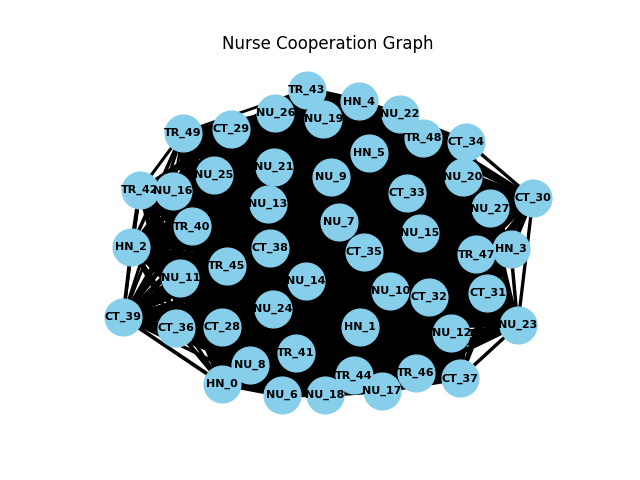 Nurse Cooperation Graph
TR_43
HN_4
NU_26
NU_22
NU_19
CT_29
TR_49
TR_48
CT_34
HN_5
NU_21
NU_25
NU_9
NU_20
TR_42
NU_16
CT_33
CT_30
NU_13
NU_27
NU_7
TR_40
NU_15
HN_2
CT_38
HN_3
CT_35
TR_47
TR_45
NU_11
NU_14
NU_10
CT_31
CT_32
NU_24
CT_39
NU_23
CT_36
CT_28
HN_1
NU_12
TR_41
NU_8
TR_46
TR_44
CT_37
HN_0
NU_17
NU_6
NU_18